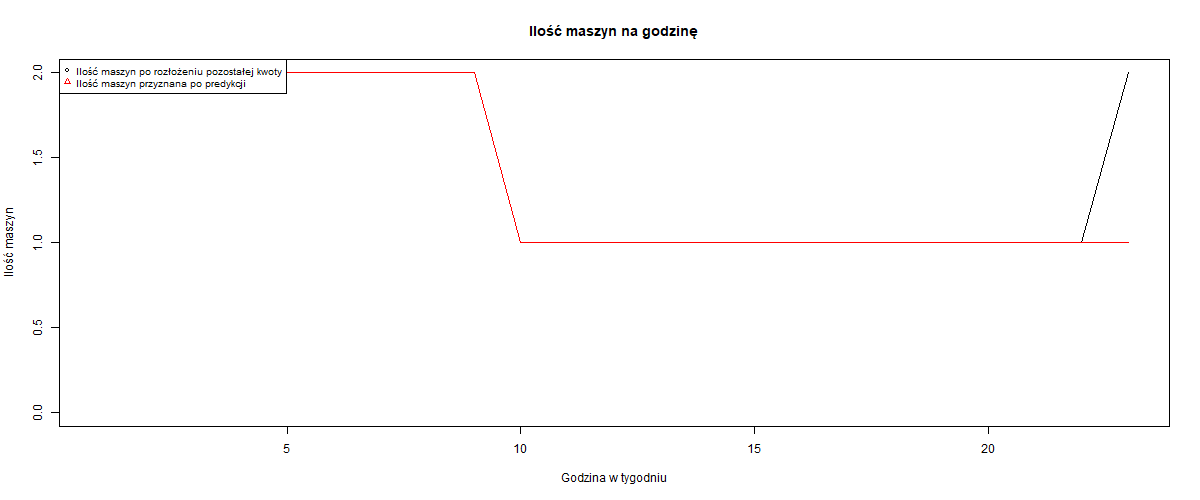 Ilość maszyn na godzinę
Ilość maszyn po rozłożeniu pozostałej kwoty
Ilość maszyn przyznana po predykcji
Ilość maszyn
2.0
1.5
1.0
0.5
0.0
5 10 15 20
Godzina w tygodniu